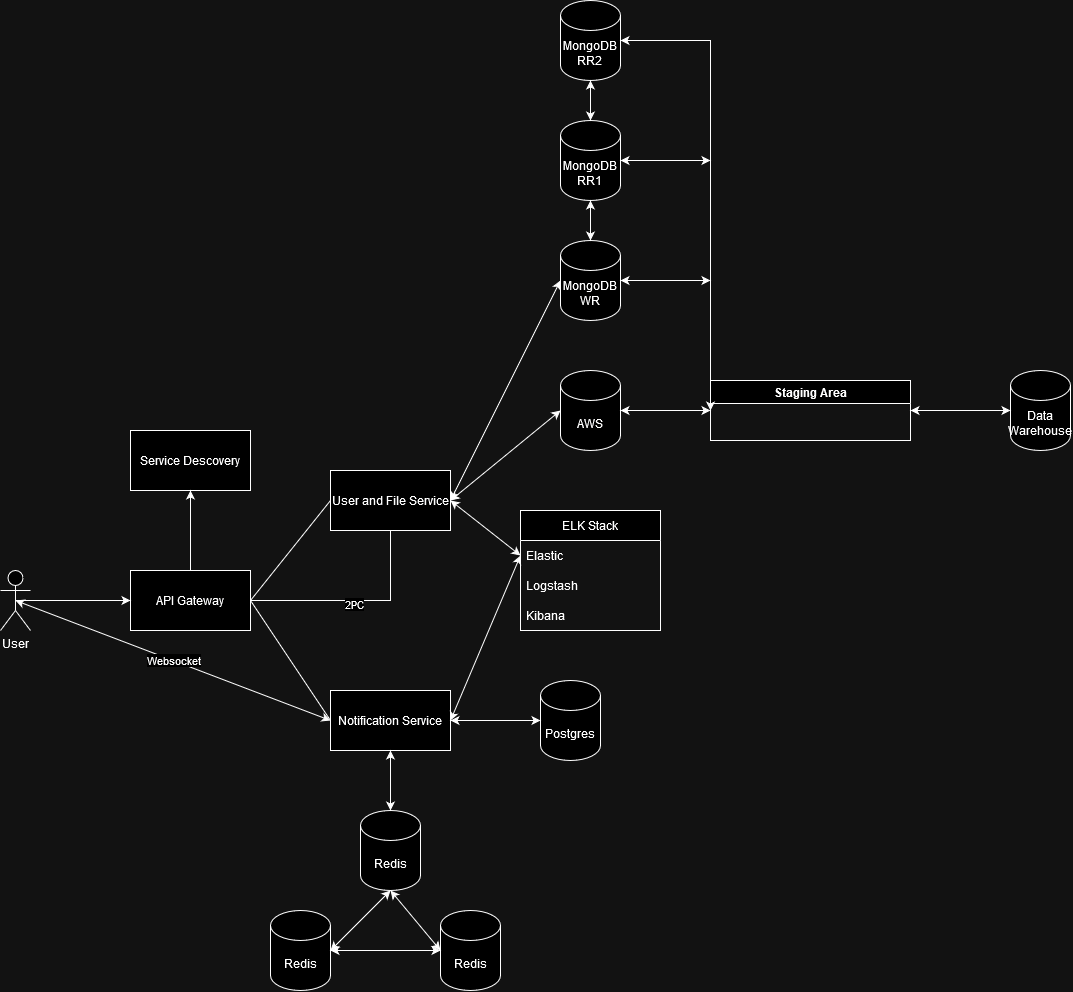 MongoDB
RR2
MongoDB
RR1
MongoDB
WR
Staging Area
AWS
Data
Warehouse
Service Descovery
User and File Service
ELK Stack
Elastic
Logstash
Kibana
API Gateway
2PC
User
Websocket
Notification Service
Postgres
Redis
Redis
Redis